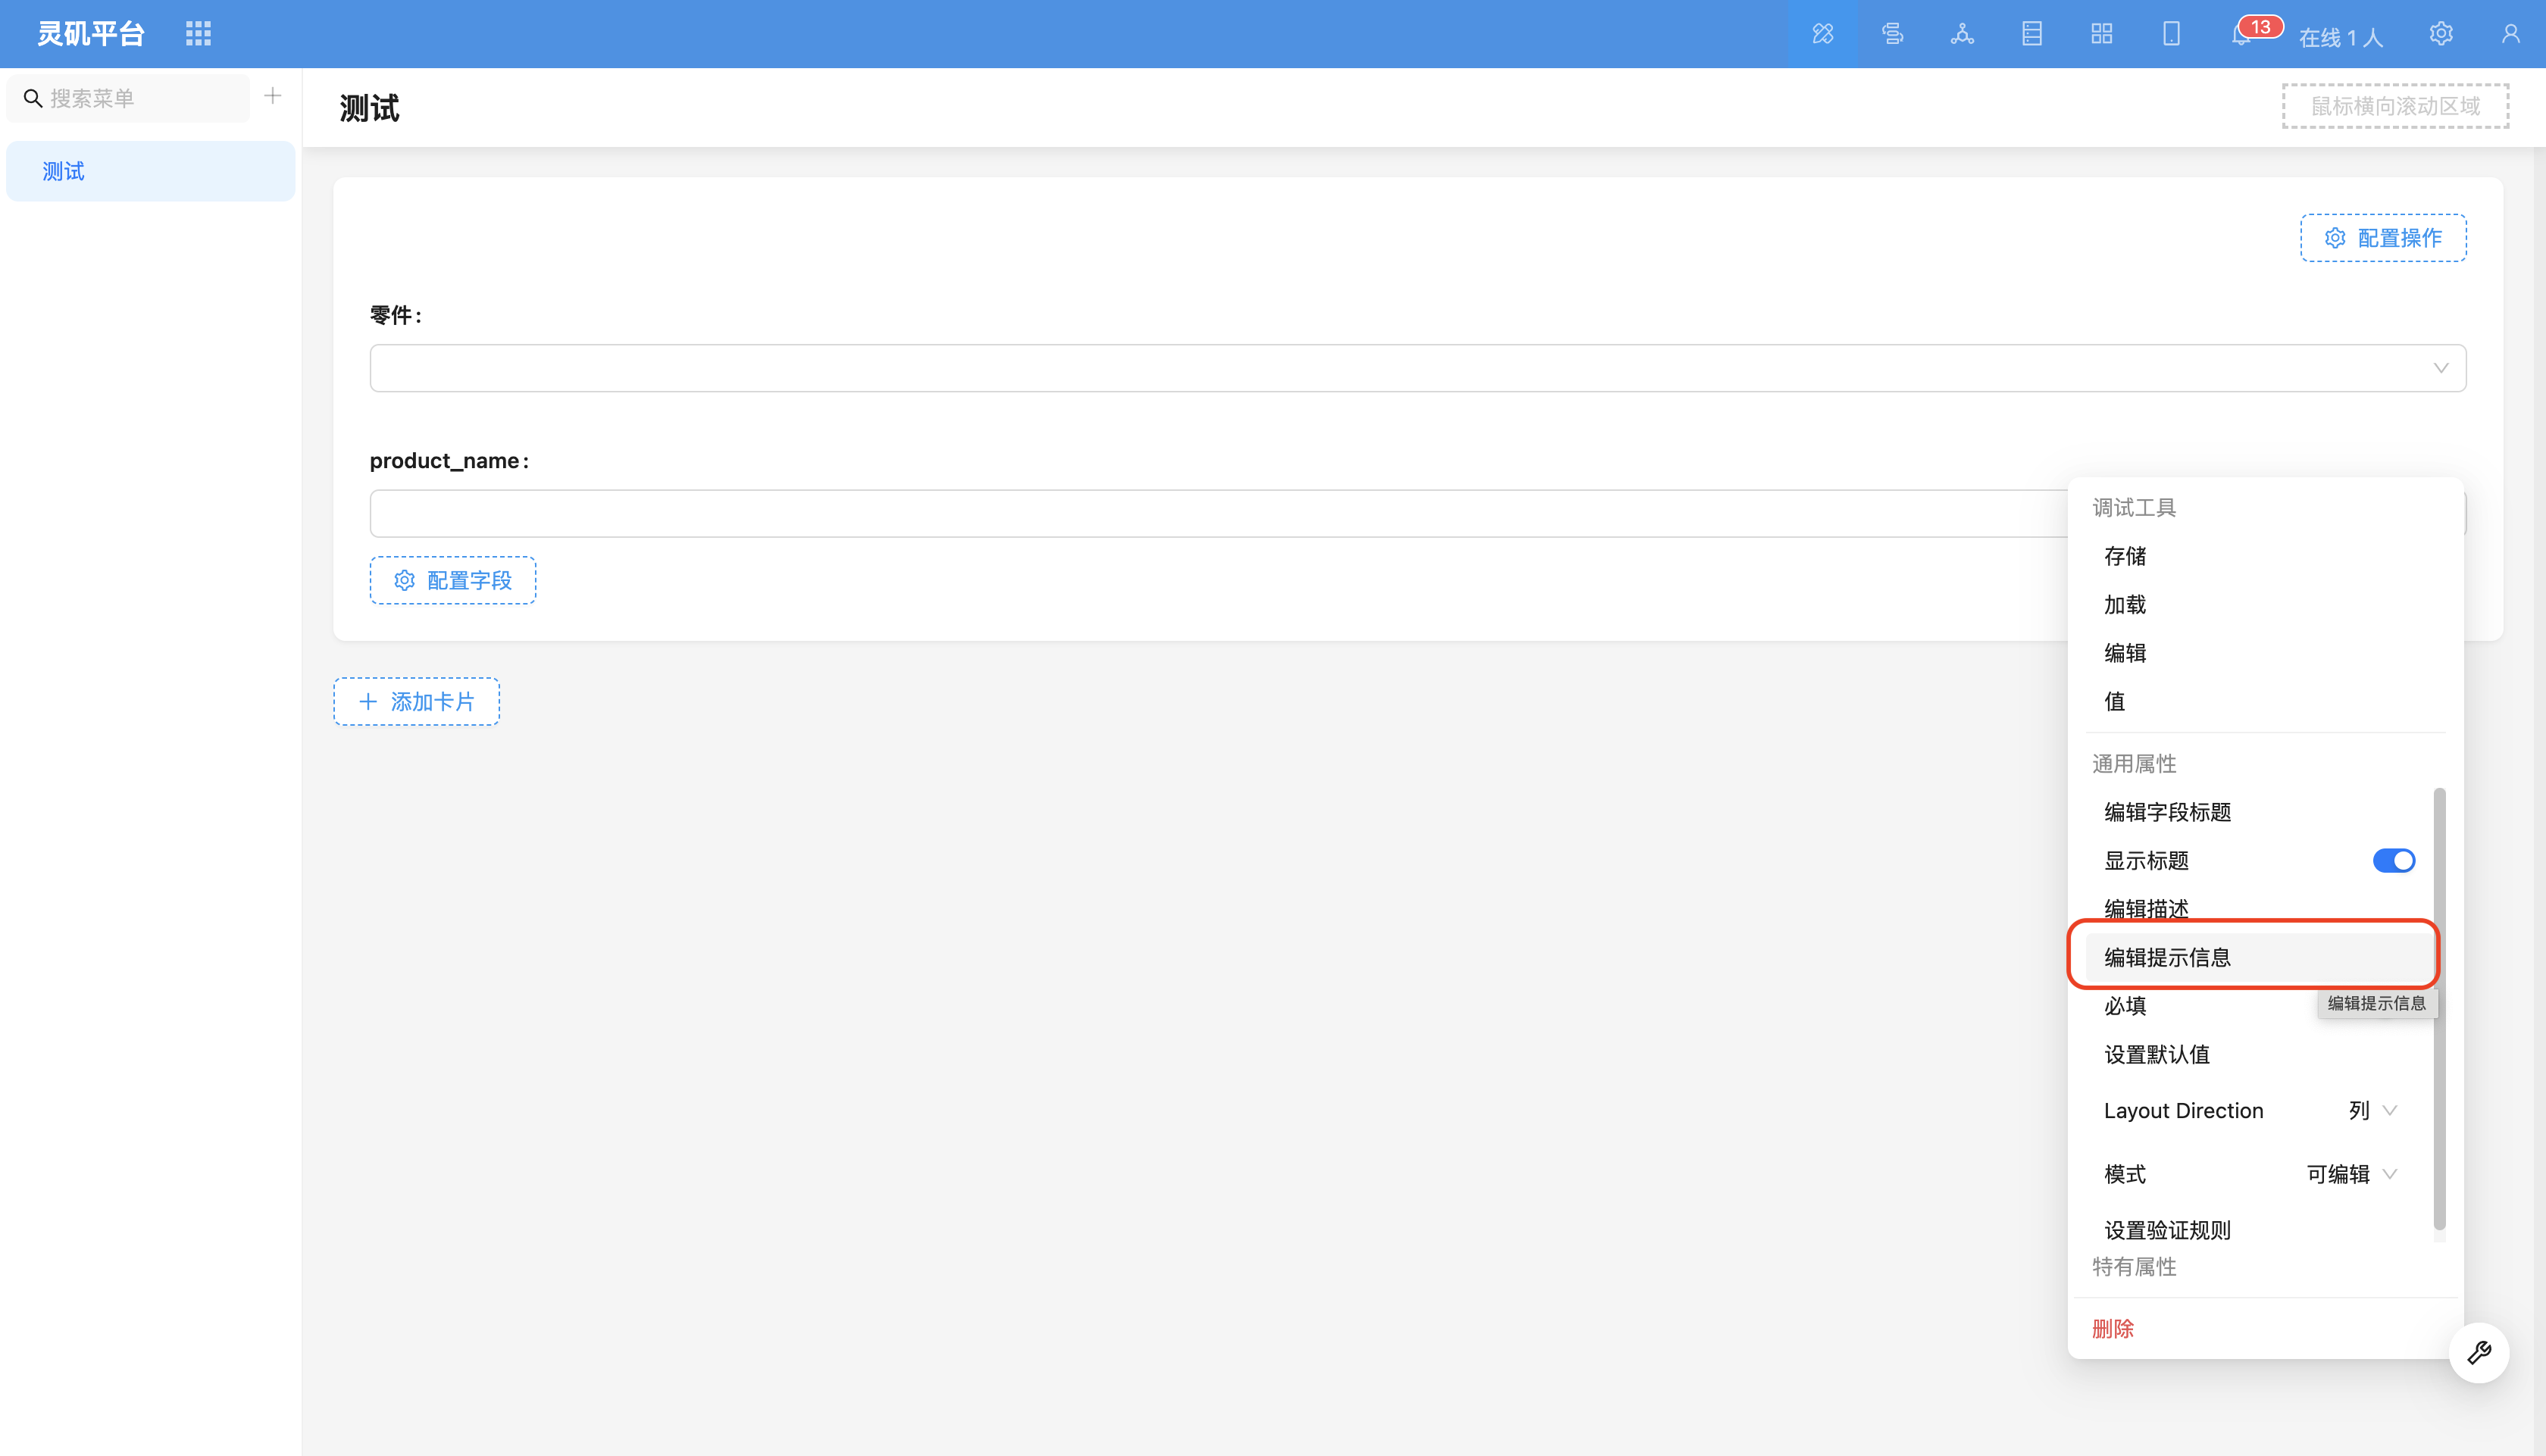 灵矶平台
13
在线 1 人
搜索菜单
测试
测试
鼠标横向滚动区域
配置操作
零件:
product_name:
配置字段
添加卡片
调试工具
存储
加载
编辑
值
通用属性
编辑字段标题
显示标题
编辑描述
编辑提示信息
必填
编辑提示信息
设置默认值
Layout Direction 列
模式 可编辑
设置验证规则
特有属性
删除